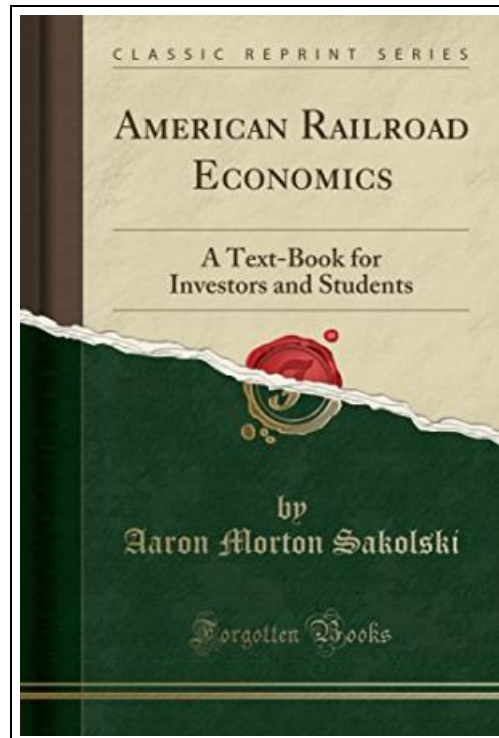 CLASSIC REPRINT SERIES
AMERICAN RAILROAD
ECONOMICS
A Text-Book for
Investors and Students
by
Aaron Morton Sakolski
Forgotten Books